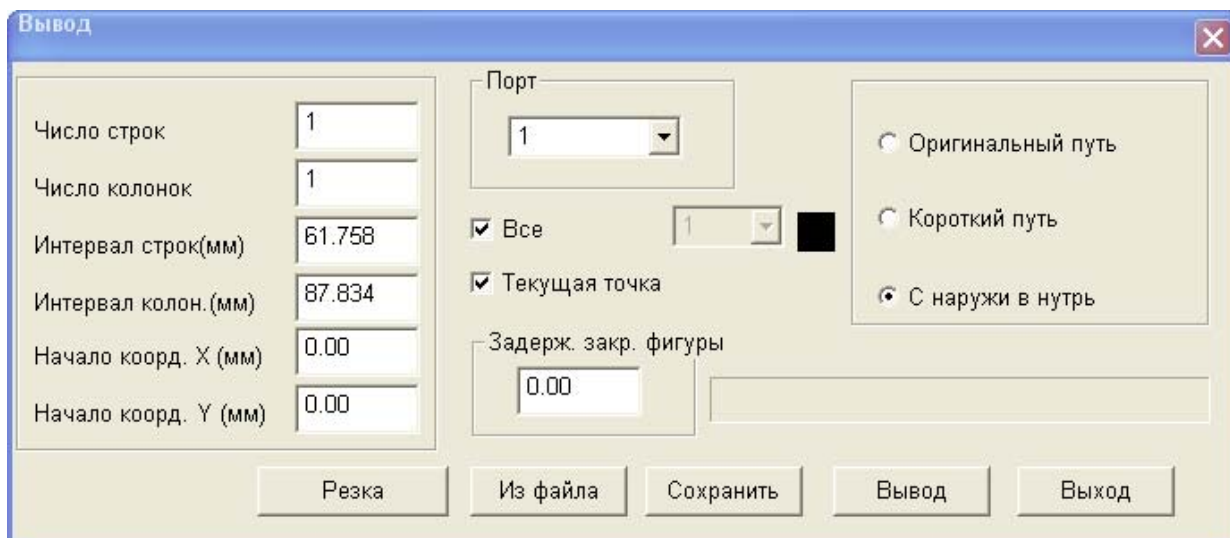 Вывод
Число строк 1
Число колонок 1
Интервал строк(мм) 61.758
Интервал колон.(мм) 87.834
Начало коорд. X (мм) 0.00
Начало коорд. Y (мм) 0.00
Порт
1
Все 1
Текущая точка
Задерж. закр. фигуры
0.00
Оригинальный путь
Короткий путь
С наружи в нутрь
Резка Из файла Сохранить Вывод Выход